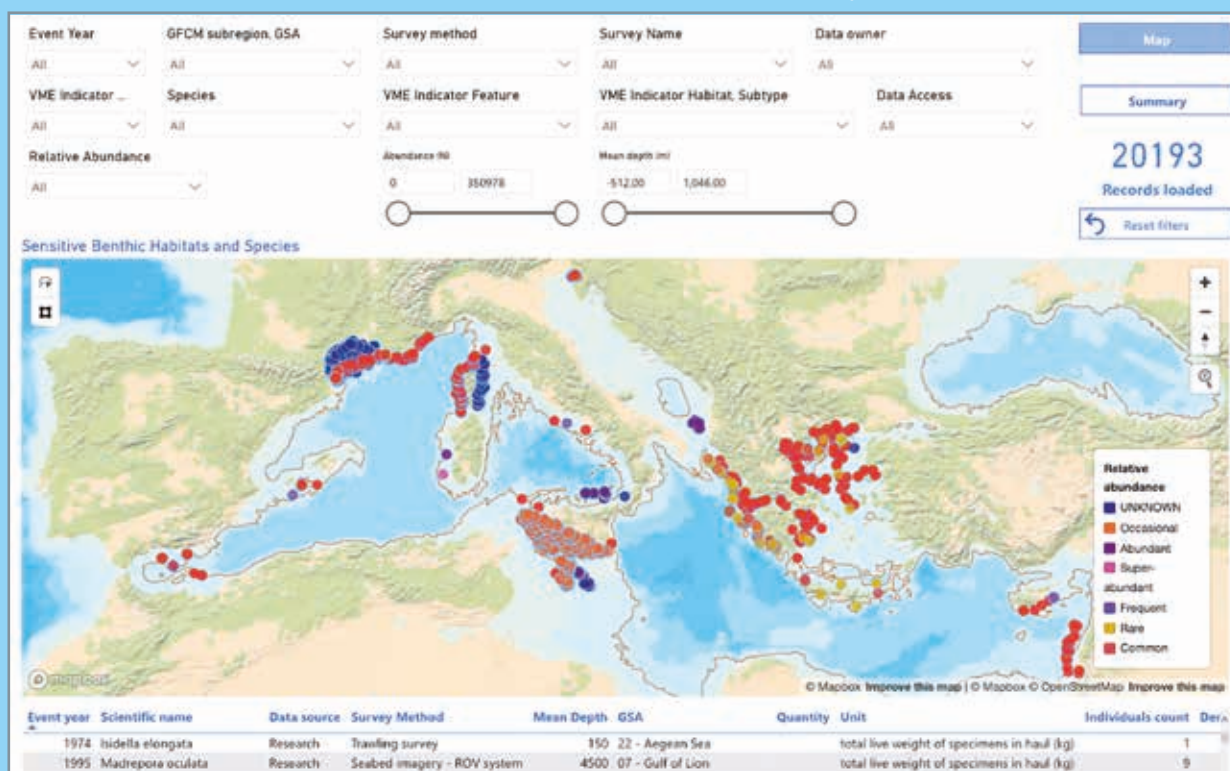 Event Year GFCM subregion, GSA Survey method Survey Name Data owner Map
All All All All All
VME Indicator ... Species VME Indicator Feature VME Indicator Habitat, Subtype Data Access Summary
All All All All All
Relative Abundance Abundance (N) Mean depth (m) 20193
All 0 350978 -512.00 1,046.00 Records loaded
Reset filters
Sensitive Benthic Habitats and Species
Relative
abundance
UNKNOWN
Occasional
Abundant
Super-
abundant
Frequent
Rare
Common
mapbox © Mapbox Improve this map | © Mapbox © OpenStreetMap Improve this map
Event year Scientific name Data source Survey Method Mean Depth GSA Quantity Unit Individuals count
1974 Isidella elongata Research Trawling survey 150 22 - Aegean Sea total live weight of specimens in haul (kg) 1
1995 Madrepora oculata Research Seabed imagery - ROV system 4500 07 - Gulf of Lion total live weight of specimens in haul (kg) 9